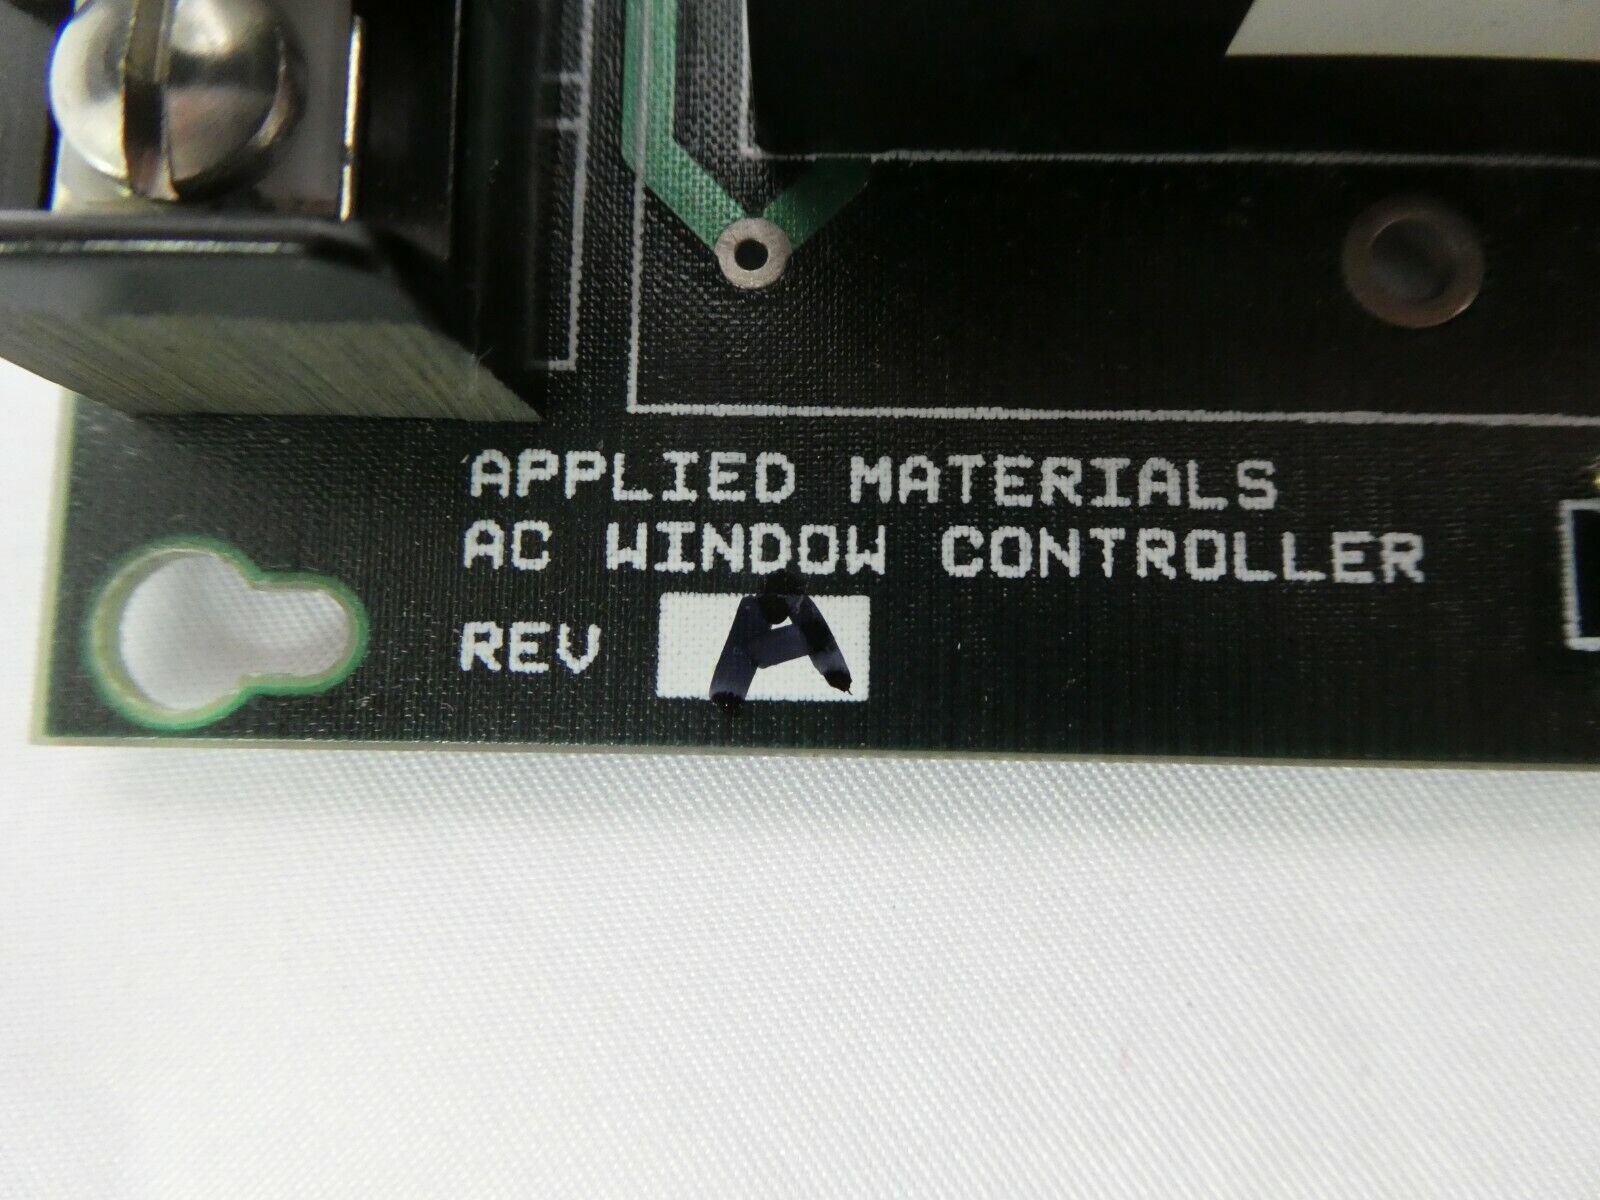 APPLIED MATERIALS
AC WINDOW CONTROLLER
REV A